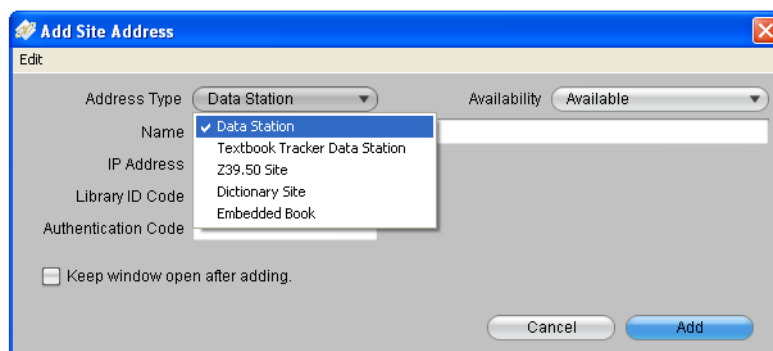 Add Site Address
Edit
Address Type Data Station Availability Available
Name Data Station
Textbook Tracker Data Station
IP Address Z39.50 Site
Library ID Code Dictionary Site
Embedded Book
Authentication Code
Keep window open after adding.
Cancel Add